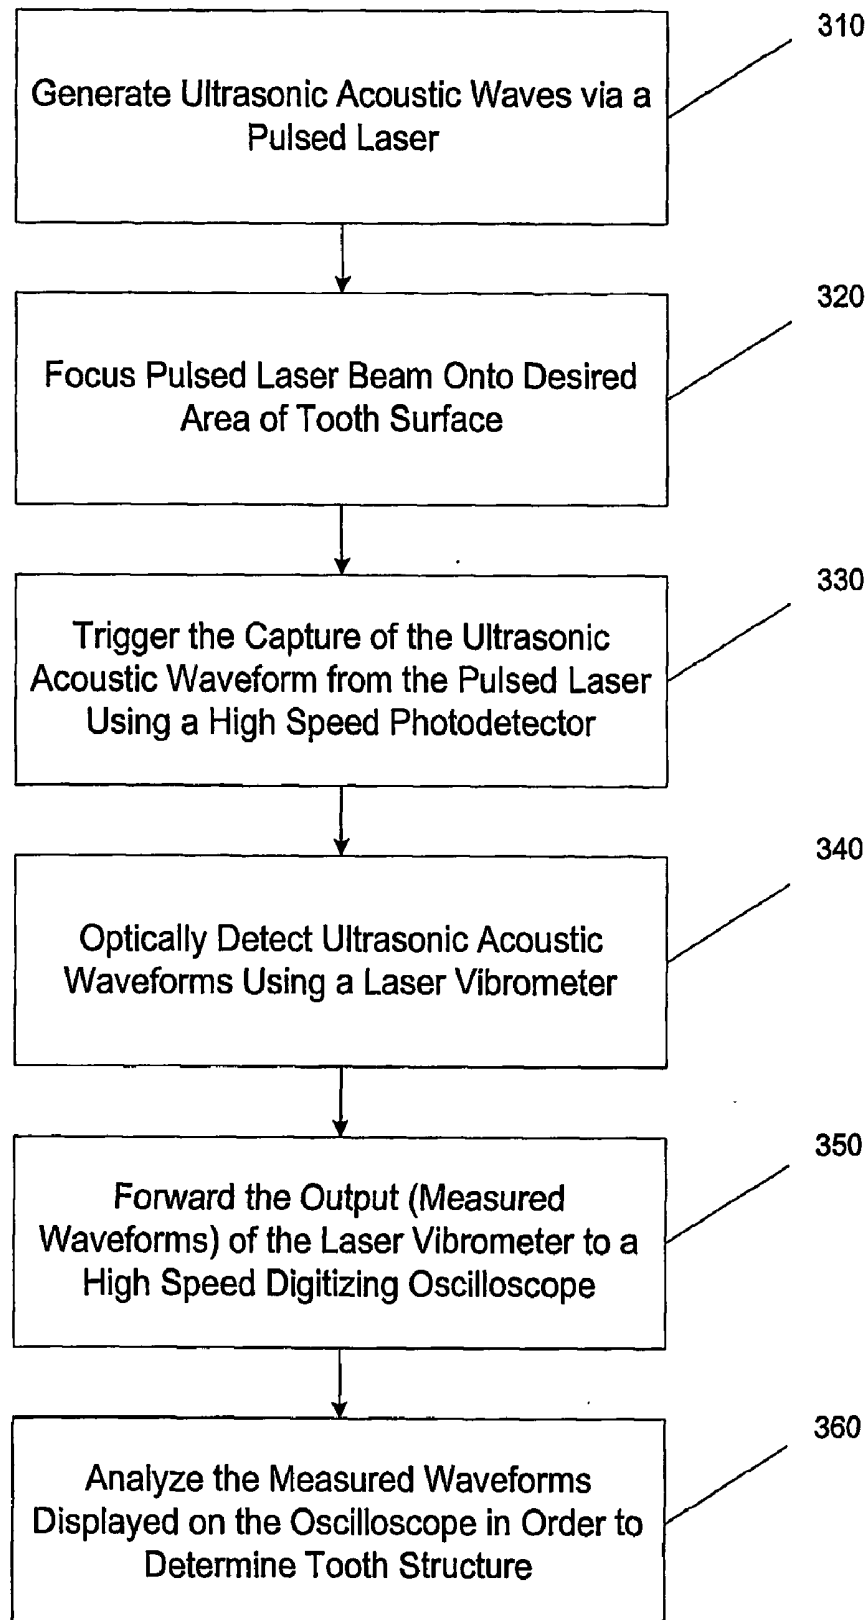 310
Generate Ultrasonic Acoustic Waves via a
Pulsed Laser
320
Focus Pulsed Laser Beam Onto Desired
Area of Tooth Surface
330
Trigger the Capture of the Ultrasonic
Acoustic Waveform from the Pulsed Laser
Using a High Speed Photodetector
340
Optically Detect Ultrasonic Acoustic
Waveforms Using a Laser Vibrometer
350
Forward the Output (Measured
Waveforms) of the Laser Vibrometer to a
High Speed Digitizing Oscilloscope
360
Analyze the Measured Waveforms
Displayed on the Oscilloscope in Order to
Determine Tooth Structure